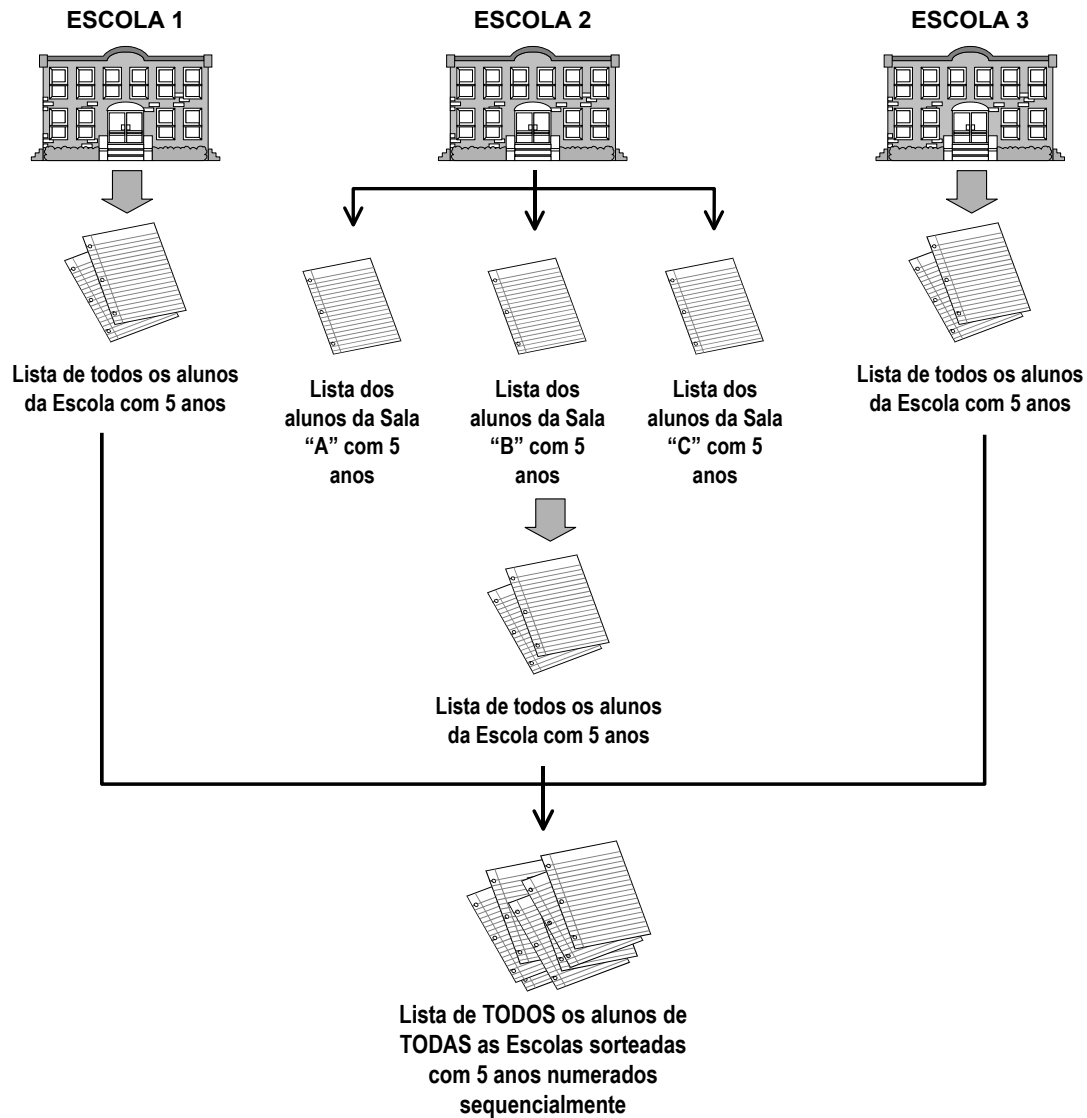 ESCOLA 1
ESCOLA 2
ESCOLA 3
Lista de todos os alunos
da Escola com 5 anos
Lista dos
alunos da Sala
“A” com 5
anos
Lista dos
alunos da Sala
“B” com 5
anos
Lista dos
alunos da Sala
“C” com 5
anos
Lista de todos os alunos
da Escola com 5 anos
Lista de todos os alunos
da Escola com 5 anos
Lista de TODOS os alunos de
TODAS as Escolas sorteadas
com 5 anos numerados
sequencialmente